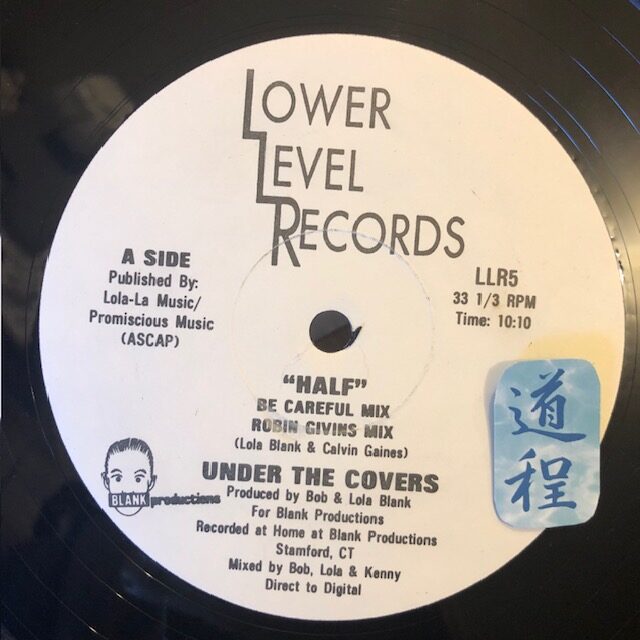 LOWER
LEVEL
RECORDS
A SIDE
Published By:
Lola-La Music/
Promiscious Music
(ASCAP)
LLR5
33 1/3 RPM
Time: 10:10
"HALF"
BE CAREFUL MIX
ROBIN GIVINS MIX
(Lola Blank & Calvin Gaines)
UNDER THE COVERS
Produced by Bob & Lola Blank
For Blank Productions
Recorded at Home at Blank Productions
Stamford, CT
Mixed by Bob, Lola & Kenny
Direct to Digital
BLANK productions
道程